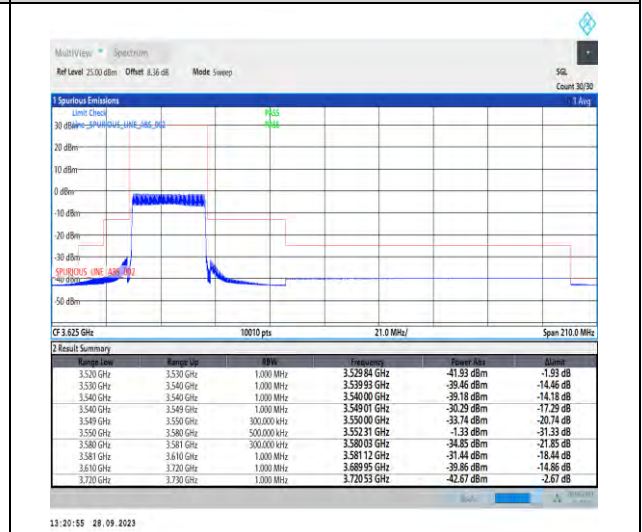 MultiView Spectrum
Ref Level 25.00 dBm Offset 8.36 dB Mode Sweep SGL
Count 30/30
1 Spurious Emissions 1 Avg
Limit Check PASS
30 dBm Line _SPURIOUS_LINE_ABS_002 PASS
20 dBm
10 dBm
0 dBm
-10 dBm
-20 dBm
-30 dBm
SPURIOUS_LINE_ABS_002
-40 dBm
-50 dBm
CF 3.625 GHz 10010 pts 21.0 MHz/ Span 210.0 MHz
2 Result Summary
Range Low Range Up RBW Frequency Power Abs ΔLimit
3.520 GHz 3.530 GHz 1.000 MHz 3.529 84 GHz -41.93 dBm -1.93 dB
3.530 GHz 3.540 GHz 1.000 MHz 3.539 93 GHz -39.46 dBm -14.46 dB
3.540 GHz 3.540 GHz 1.000 MHz 3.540 00 GHz -39.18 dBm -14.18 dB
3.540 GHz 3.549 GHz 1.000 MHz 3.549 01 GHz -30.29 dBm -17.29 dB
3.549 GHz 3.550 GHz 300.000 kHz 3.550 00 GHz -33.74 dBm -20.74 dB
3.550 GHz 3.580 GHz 500.000 kHz 3.552 31 GHz -1.33 dBm -31.33 dB
3.580 GHz 3.581 GHz 300.000 kHz 3.580 03 GHz -34.85 dBm -21.85 dB
3.581 GHz 3.610 GHz 1.000 MHz 3.581 12 GHz -31.44 dBm -18.44 dB
3.610 GHz 3.720 GHz 1.000 MHz 3.689 95 GHz -39.86 dBm -14.86 dB
3.720 GHz 3.730 GHz 1.000 MHz 3.720 53 GHz -42.67 dBm -2.67 dB
13:20:55 28.09.2023